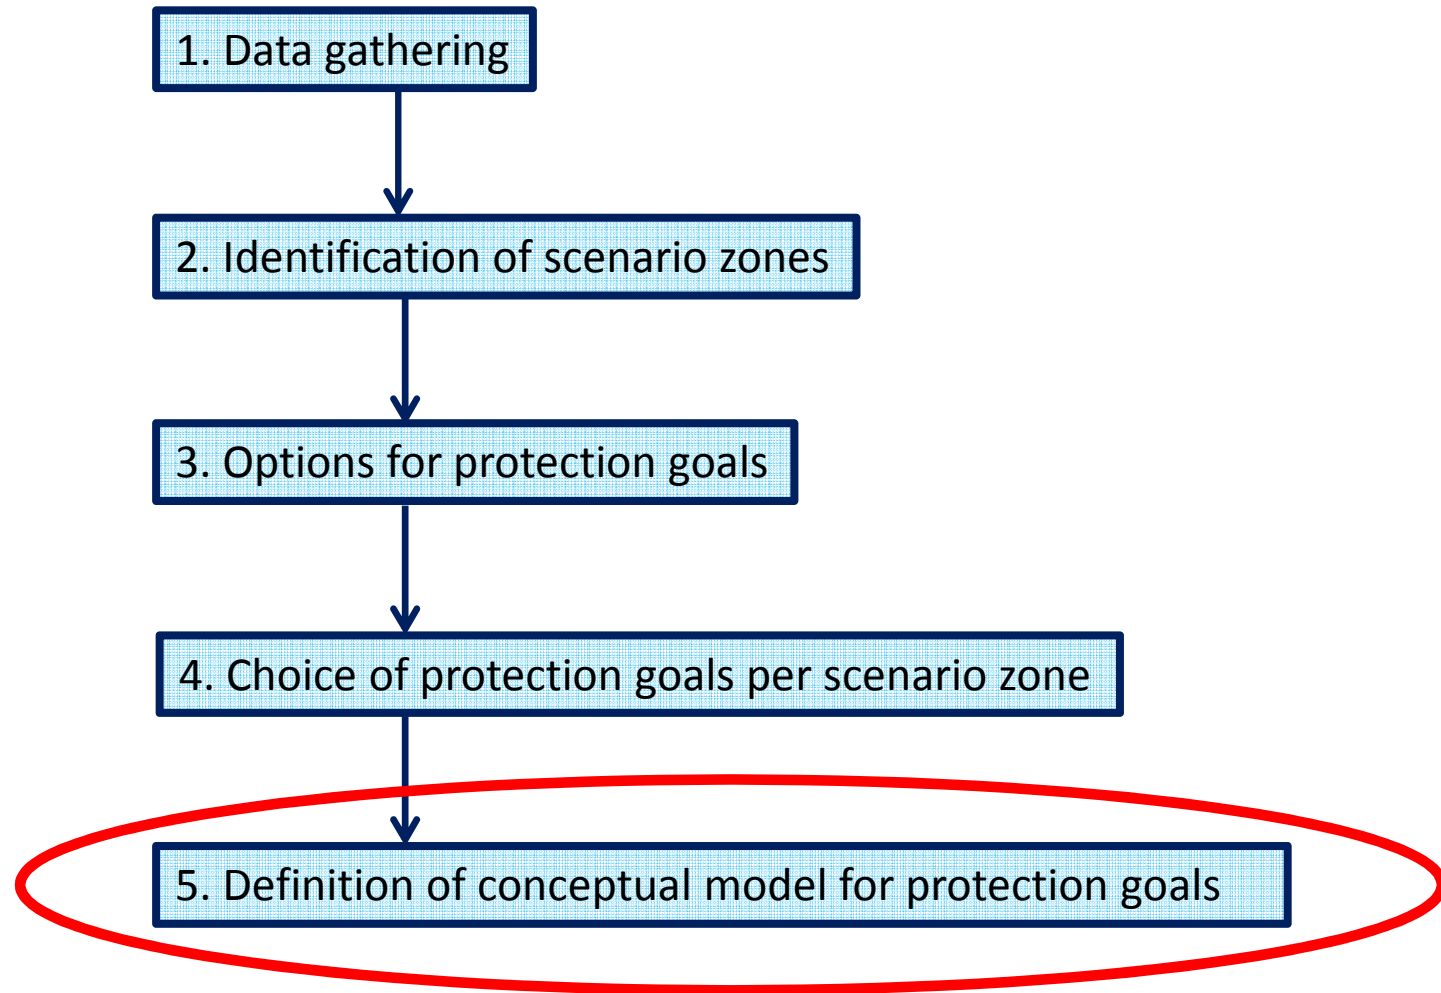 1. Data gathering
2. Identification of scenario zones
3. Options for protection goals
4. Choice of protection goals per scenario zone
5. Definition of conceptual model for protection goals